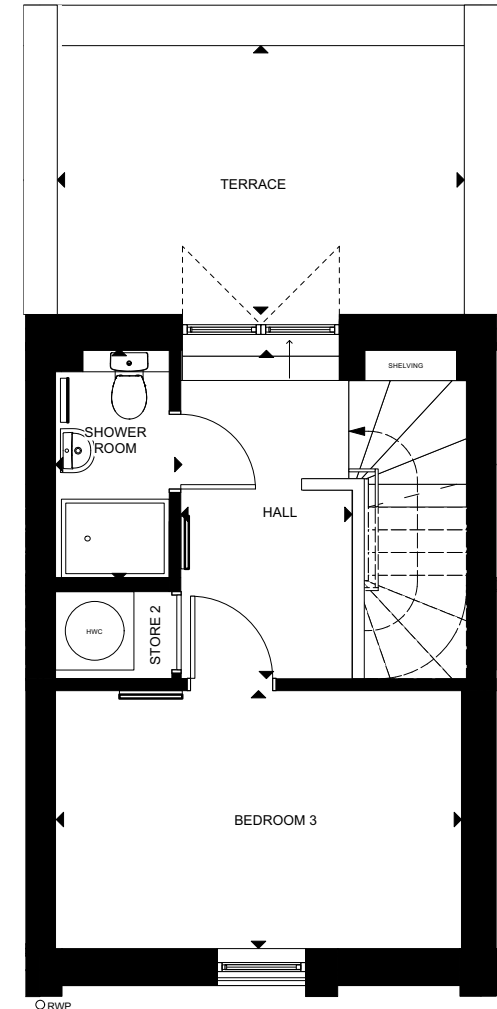 TERRACE
SHELVING
SHOWER
ROOM
HALL
HWC
STORE 2
BEDROOM 3
RWP